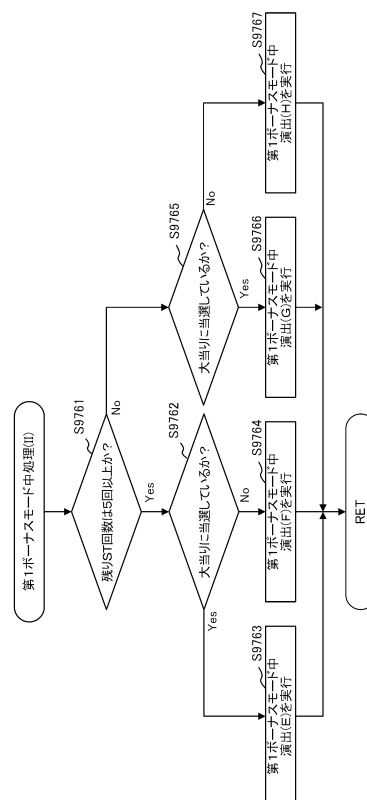 第1ボーナスモード中処理(II)
S9761
残りST回数は5回以上か？
No
Yes
S9762
大当りに当選しているか？
Yes
No
S9765
大当りに当選しているか？
No
Yes
S9763
第1ボーナスモード中
演出(E)を実行
S9764
第1ボーナスモード中
演出(F)を実行
S9766
第1ボーナスモード中
演出(G)を実行
S9767
第1ボーナスモード中
演出(H)を実行
RET